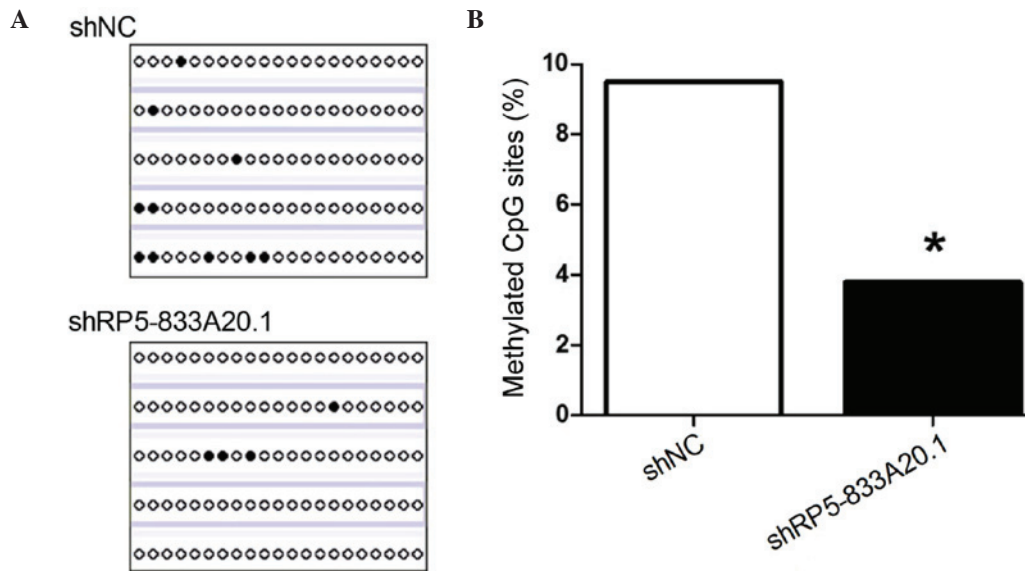 A
shNC
shRP5-833A20.1
B
Methylated CpG sites (%)
10
8
6
4
2
0
*
shNC
shRP5-833A20.1